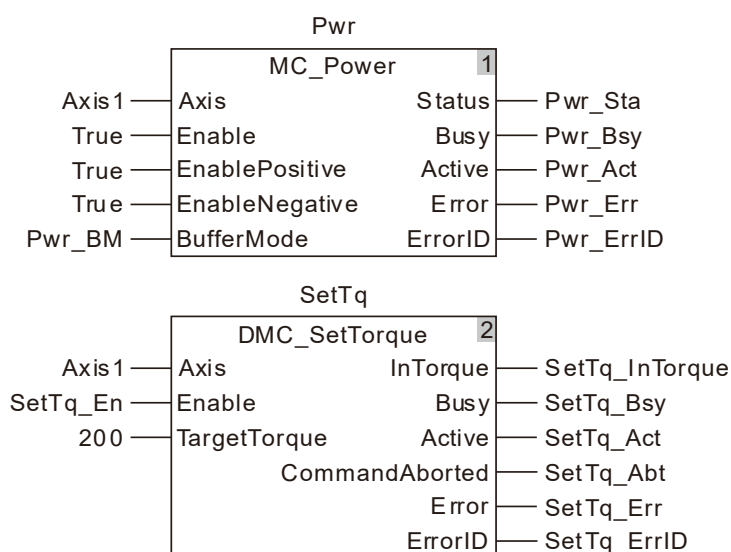 Pwr
MC_Power 1
Axis1 Axis Status Pwr_Sta
True Enable Busy Pwr_Bsy
True EnablePositive Active Pwr_Act
True EnableNegative Error Pwr_Err
Pwr_BM BufferMode ErrorID Pwr_ErrID
SetTq
DMC_SetTorque 2
Axis1 Axis InTorque SetTq_InTorque
SetTq_En Enable Busy SetTq_Bsy
200 TargetTorque Active SetTq_Act
CommandAborted SetTq_Abt
Error SetTq_Err
ErrorID SetTq_ErrID